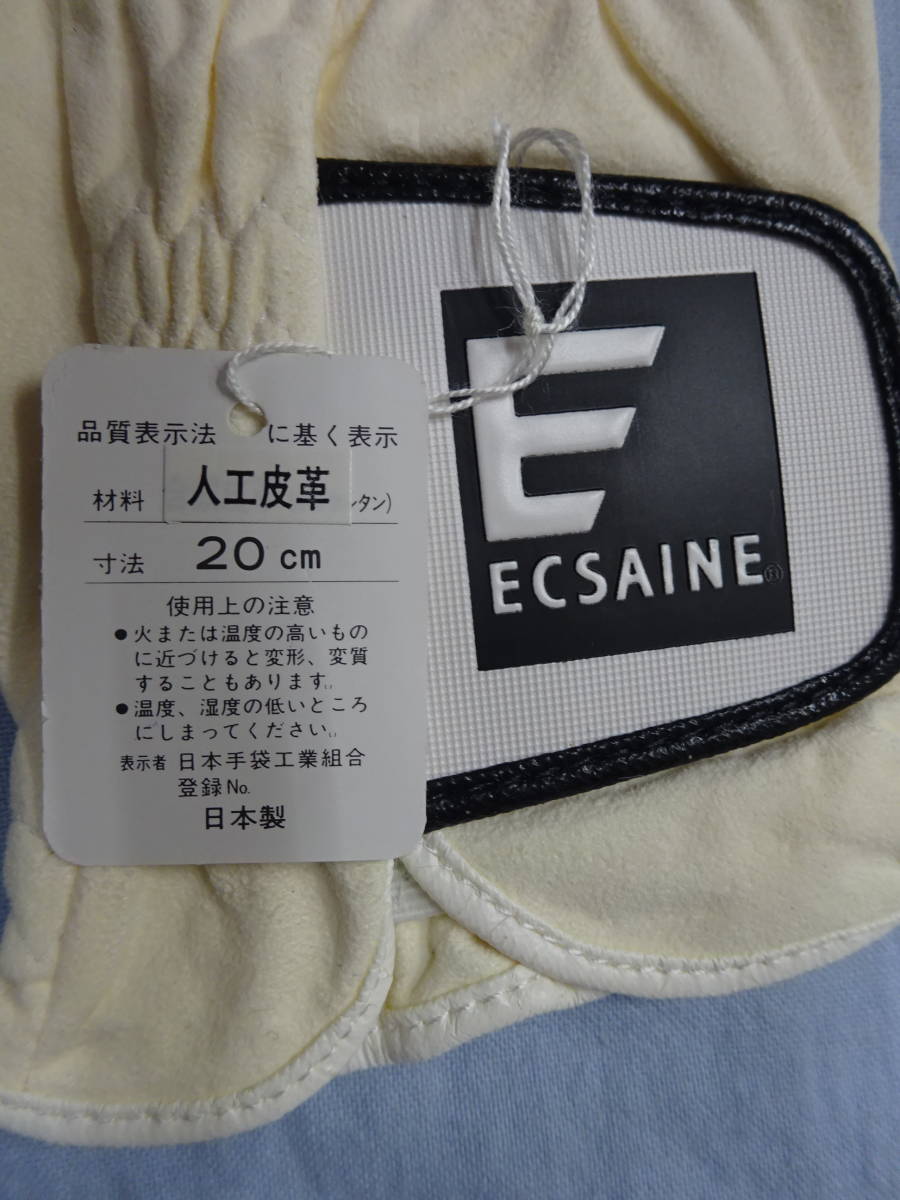 品質表示法 に基く表示
材料 人工皮革 ンタン)
寸法 20cm
使用上の注意
●火または温度の高いもの
に近づけると変形、変質
することもあります。
●温度、湿度の低いところ
にしまってください。
表示者 日本手袋工業組合
登録No.
日本製
E
ECSAINE®